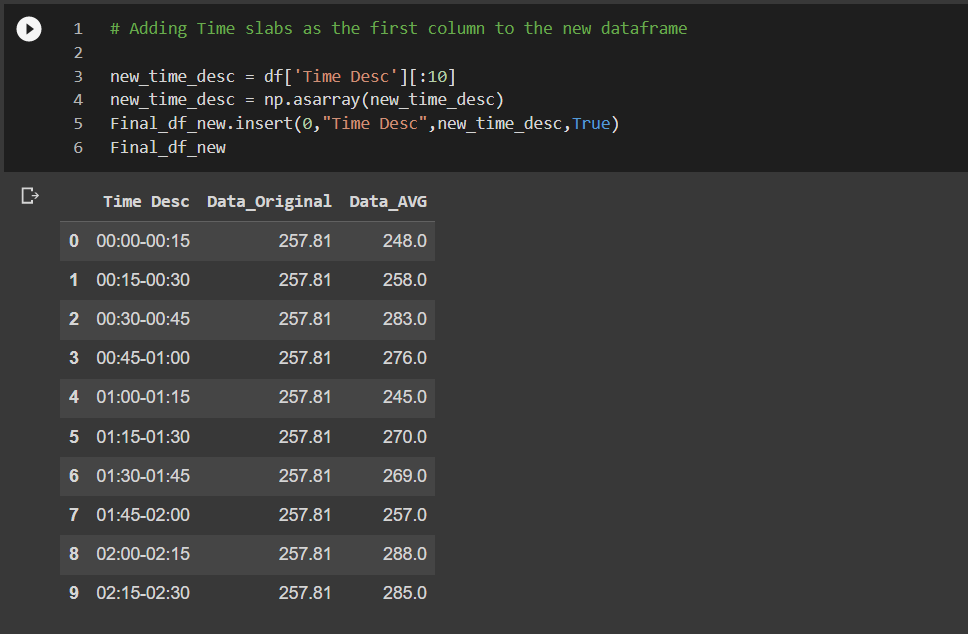 1 # Adding Time slabs as the first column to the new dataframe
2
3 new_time_desc = df['Time Desc'][:10]
4 new_time_desc = np.asarray(new_time_desc)
5 Final_df_new.insert(0,"Time Desc",new_time_desc,True)
6 Final_df_new
Time Desc Data_Original Data_AVG
0 00:00-00:15 257.81 248.0
1 00:15-00:30 257.81 258.0
2 00:30-00:45 257.81 283.0
3 00:45-01:00 257.81 276.0
4 01:00-01:15 257.81 245.0
5 01:15-01:30 257.81 270.0
6 01:30-01:45 257.81 269.0
7 01:45-02:00 257.81 257.0
8 02:00-02:15 257.81 288.0
9 02:15-02:30 257.81 285.0